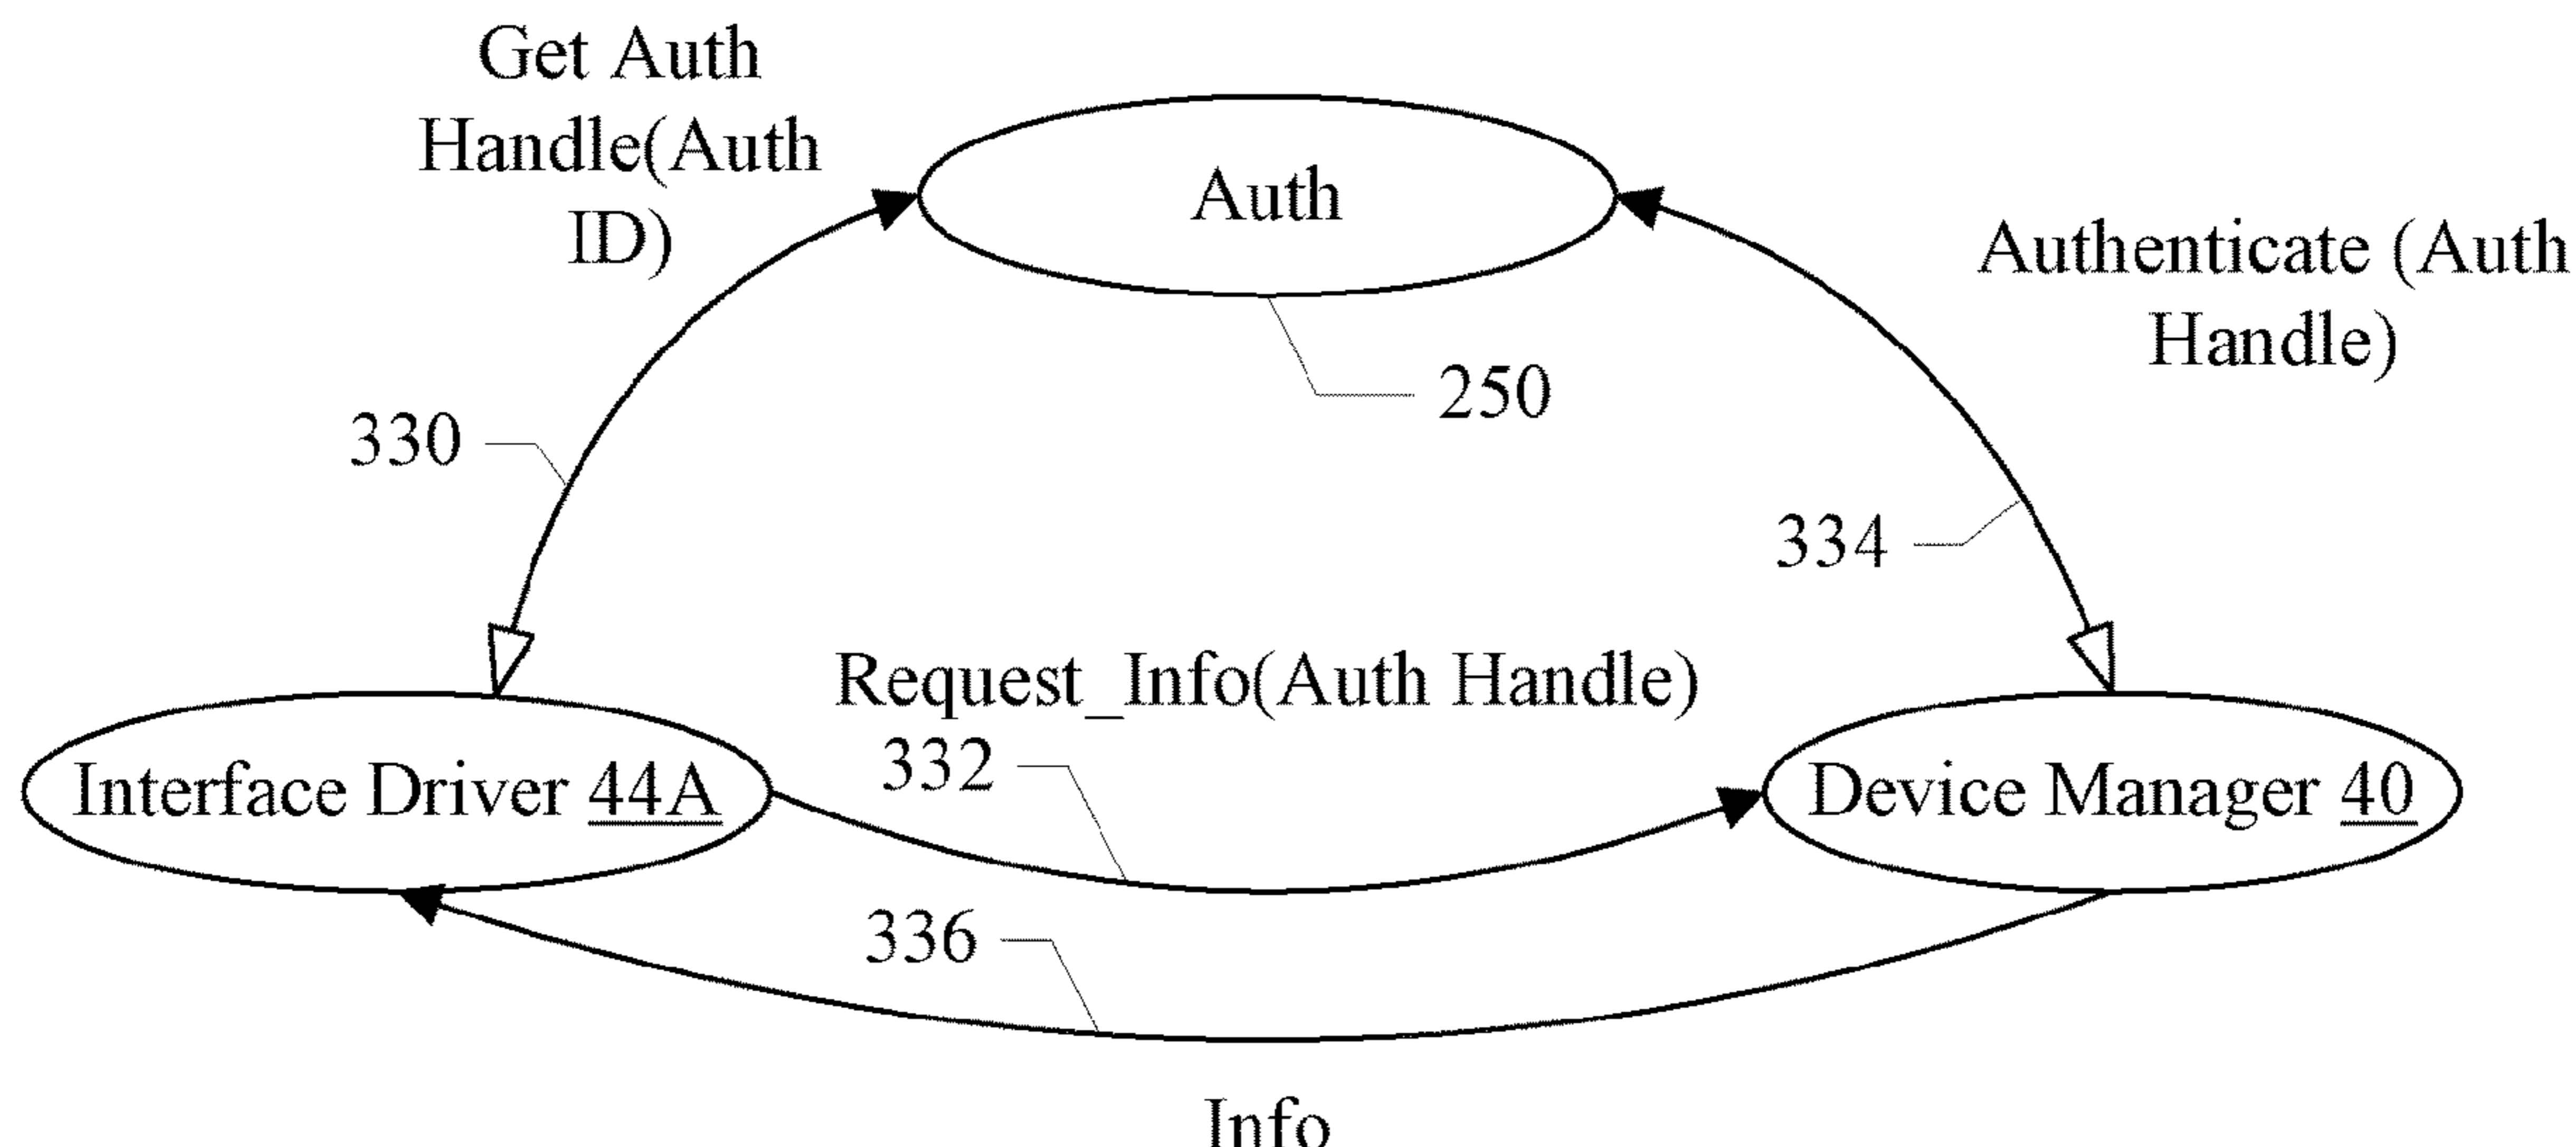 Get Auth
Handle(Auth
ID)
Auth
Authenticate (Auth
Handle)
250
330
334
Request_Info(Auth Handle)
332
Interface Driver 44A
Device Manager 40
336
Info